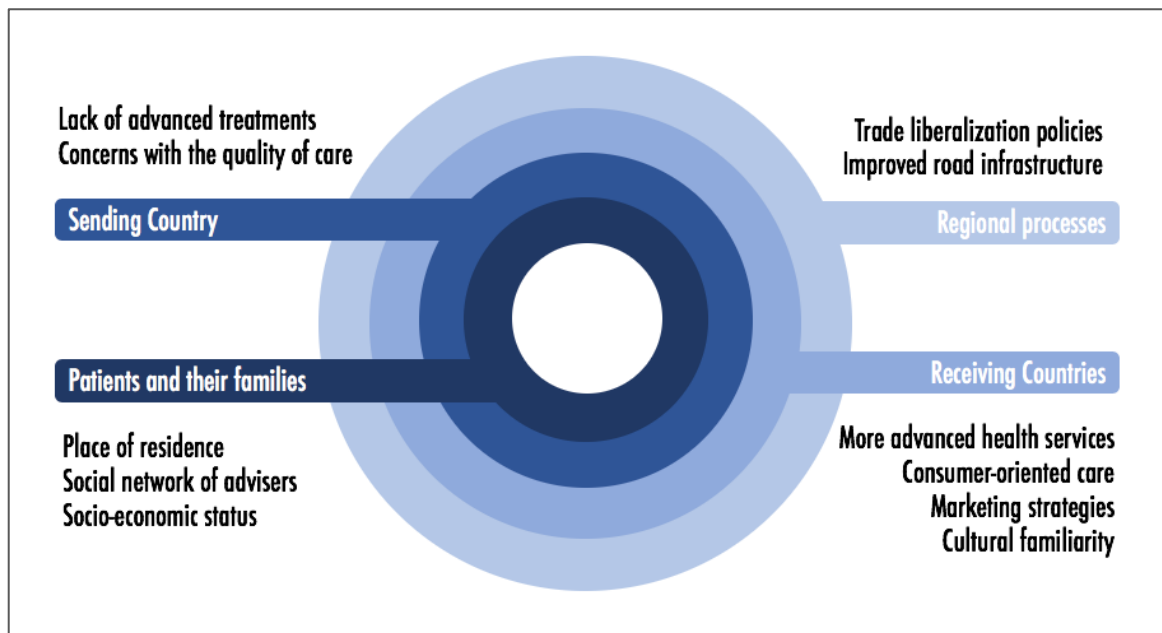 Lack of advanced treatments
Concerns with the quality of care
Sending Country
Trade liberalization policies
Improved road infrastructure
Regional processes
Patients and their families
Place of residence
Social network of advisers
Socio-economic status
Receiving Countries
More advanced health services
Consumer-oriented care
Marketing strategies
Cultural familiarity